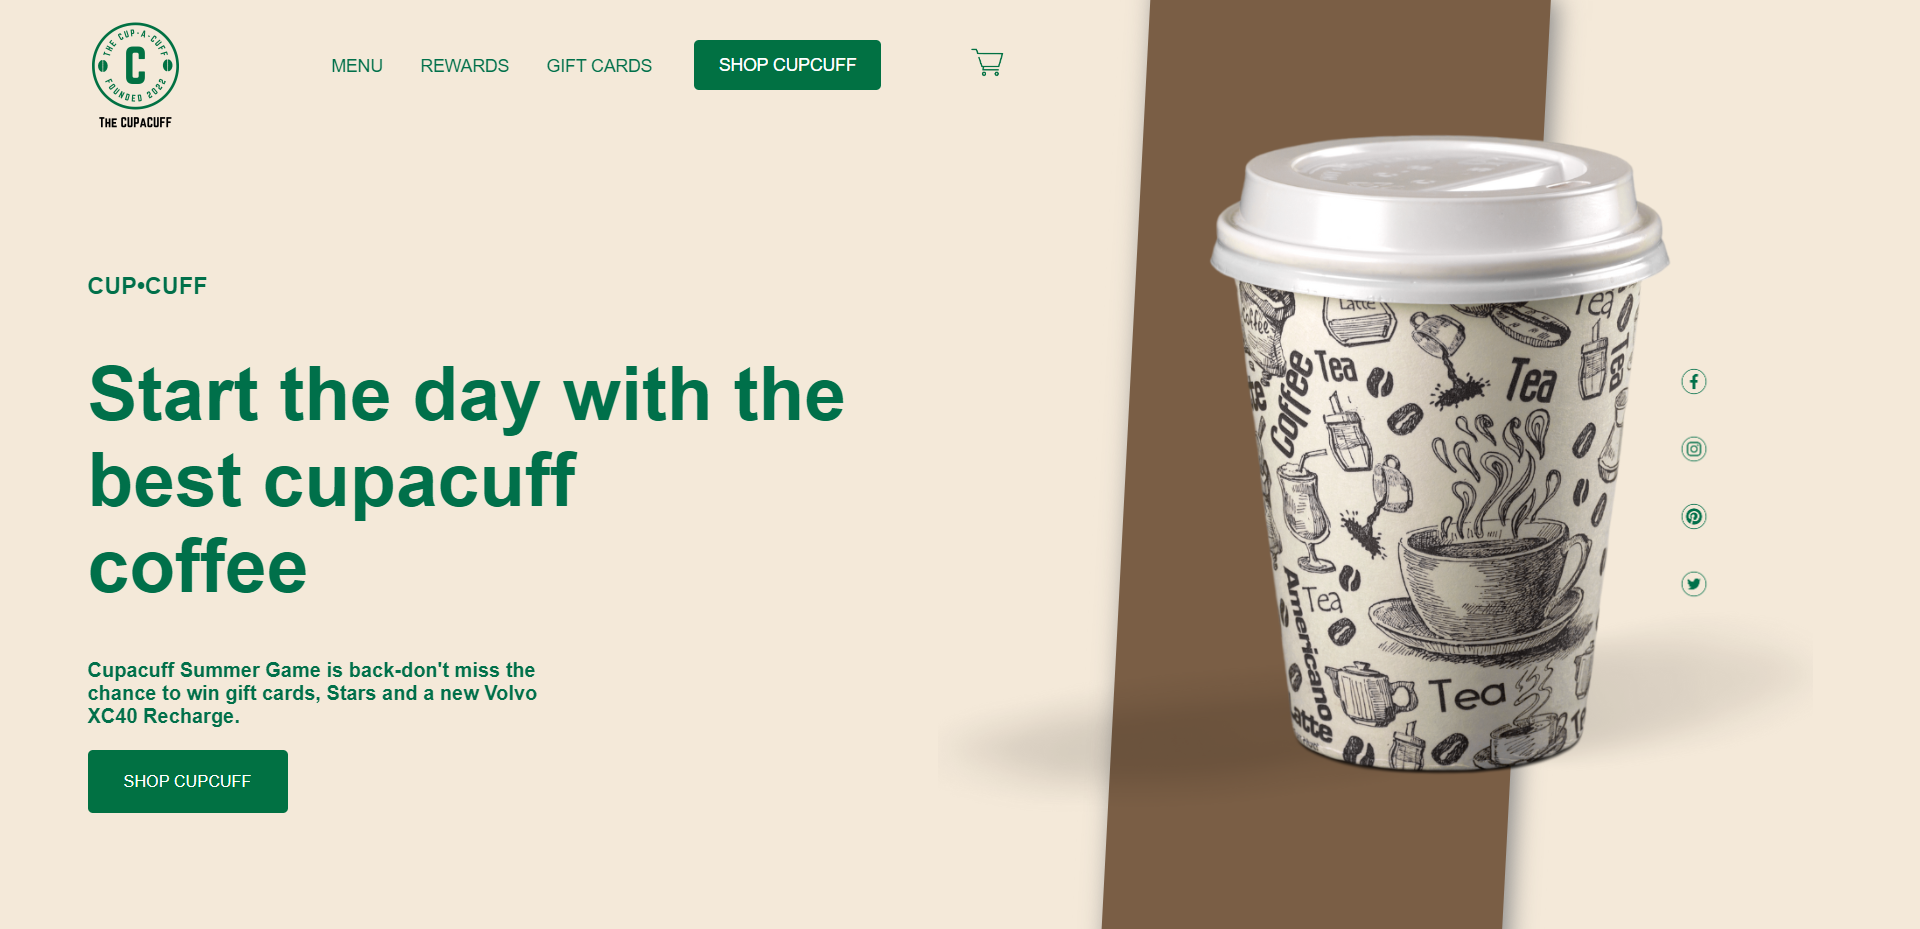 THE CUP-A-CUFF
C
FOUNDED 2022
THE CUPACUFF
MENU
REWARDS
GIFT CARDS
SHOP CUPCUFF
CUP•CUFF
Start the day with the
best cupacuff
coffee
Cupacuff Summer Game is back-don't miss the
chance to win gift cards, Stars and a new Volvo
XC40 Recharge.
SHOP CUPCUFF
Latte
Tea
Coffee
Coffee
Tea
Tea
Tea
Americano
Tea
Tea
Latte